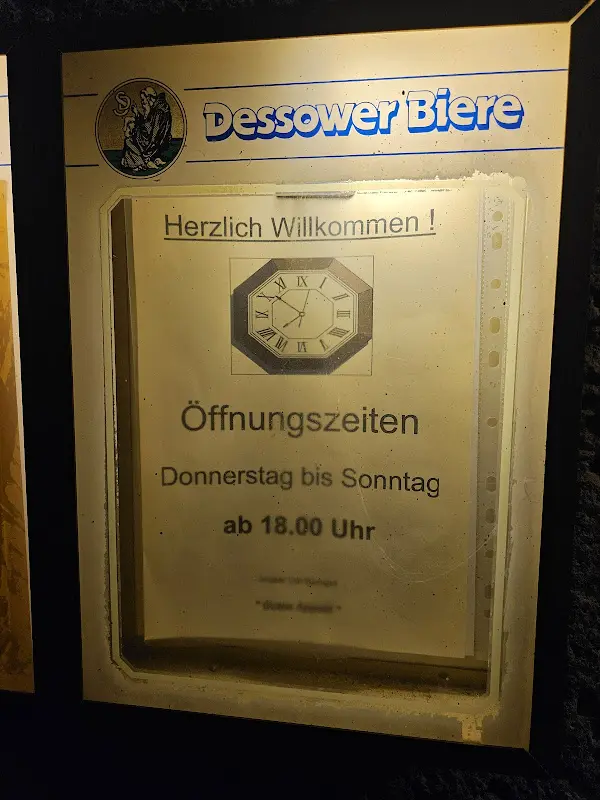 S
Dessower Biere
Herzlich Willkommen !
Öffnungszeiten
Donnerstag bis Sonntag
ab 18.00 Uhr